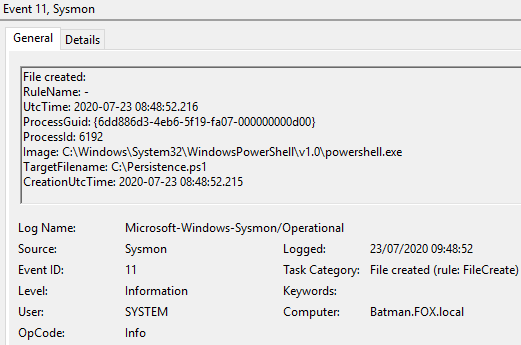 Event 11, Sysmon
General Details
File created:
RuleName: -
UtcTime: 2020-07-23 08:48:52.216
ProcessGuid: {6dd886d3-4eb6-5f19-fa07-000000000d00}
ProcessId: 6192
Image: C:\Windows\System32\WindowsPowerShell\v1.0\powershell.exe
TargetFilename: C:\Persistence.ps1
CreationUtcTime: 2020-07-23 08:48:52.215
Log Name: Microsoft-Windows-Sysmon/Operational
Source: Sysmon Logged: 23/07/2020 09:48:52
Event ID: 11 Task Category: File created (rule: FileCreate)
Level: Information Keywords:
User: SYSTEM Computer: Batman.FOX.local
OpCode: Info